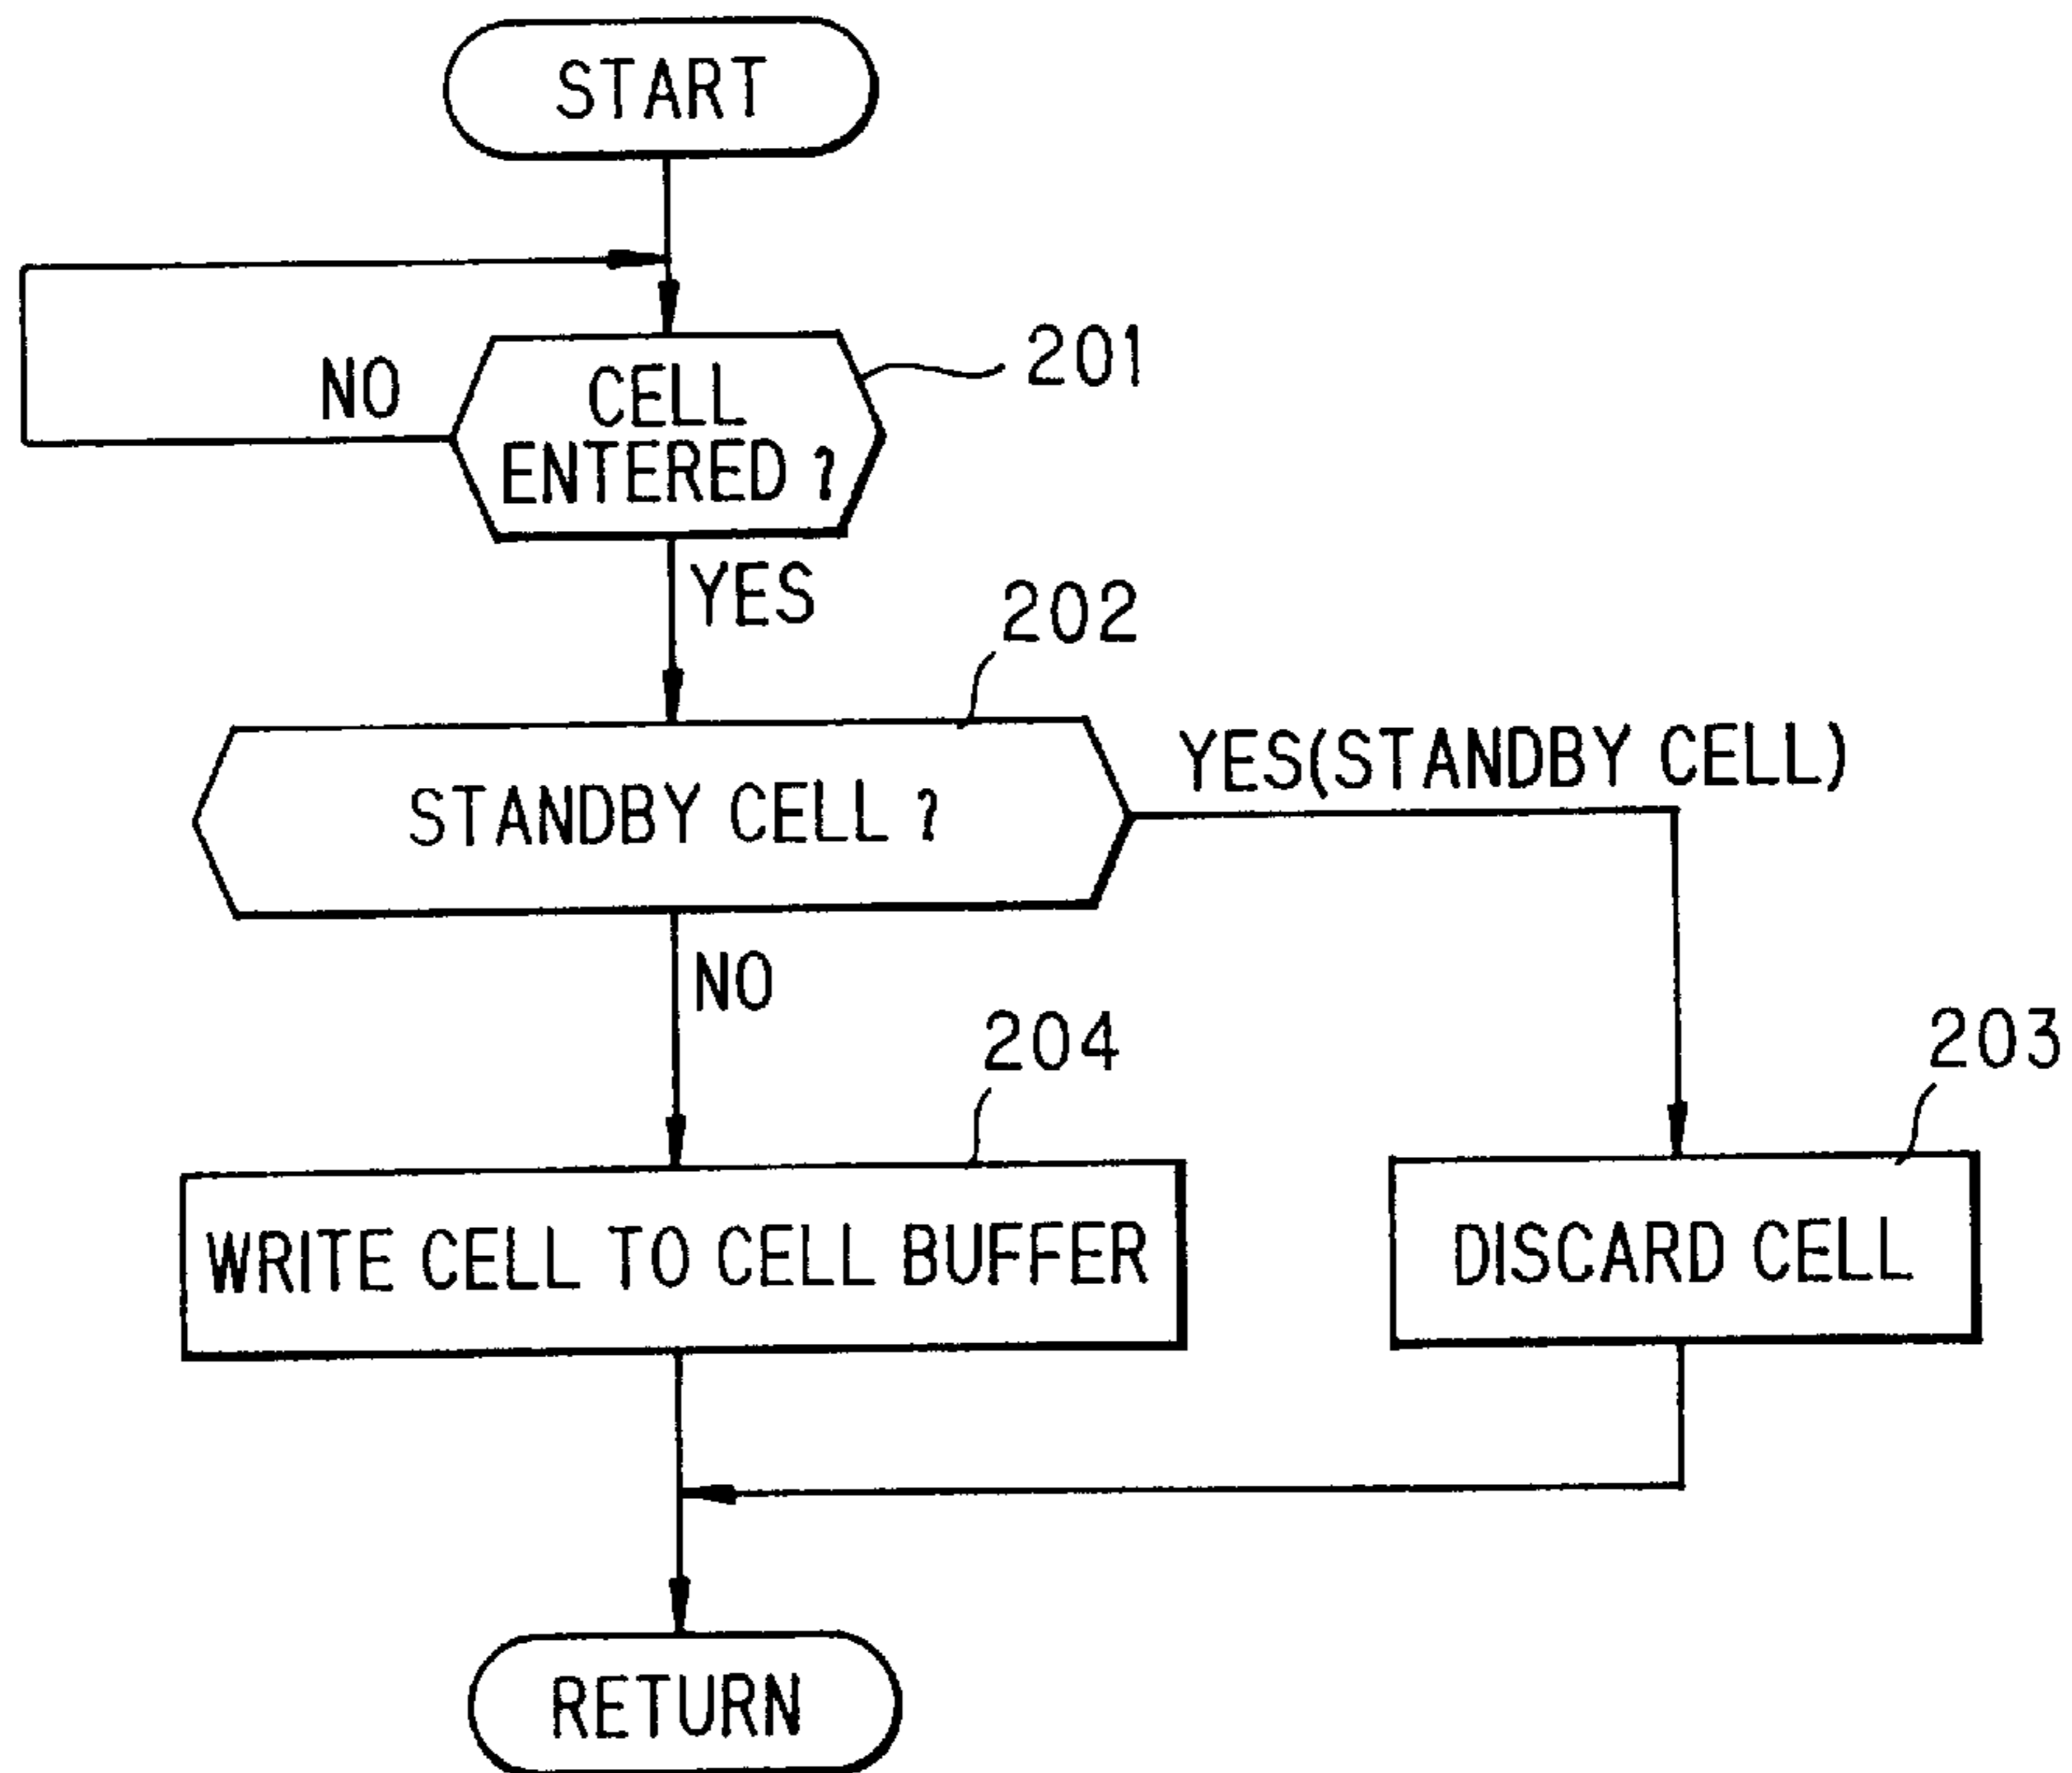 START
201
NO
CELL
ENTERED ?
YES
202
YES(STANDBY CELL)
STANDBY CELL ?
NO
204
203
WRITE CELL TO CELL BUFFER
DISCARD CELL
RETURN